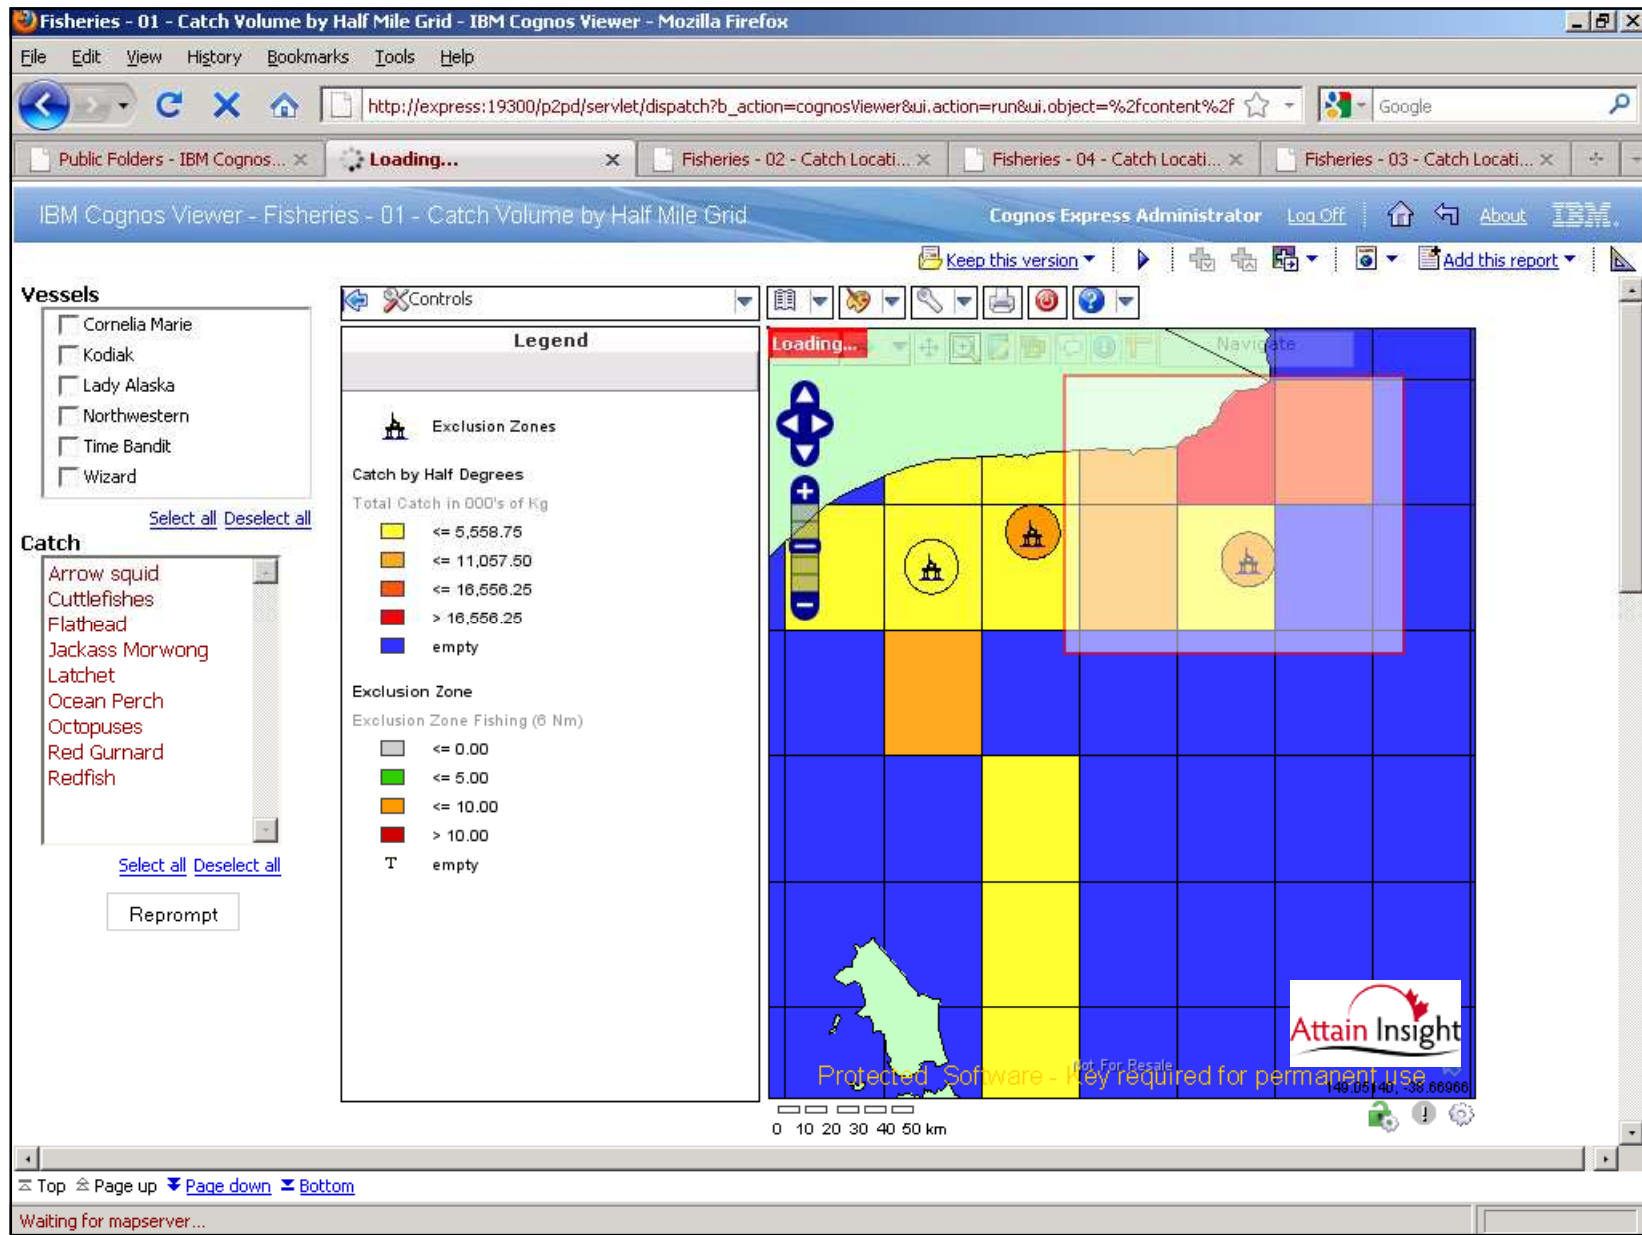 Fisheries - 01 - Catch Volume by Half Mile Grid - IBM Cognos Viewer - Mozilla Firefox
File Edit View History Bookmarks Tools Help
http://express:19300/p2pd/servlet/dispatch?b_action=cognosViewer&ui.action=run&ui.object=%2fcontent%2f Google
Public Folders - IBM Cognos... Loading... Fisheries - 02 - Catch Locati... Fisheries - 04 - Catch Locati... Fisheries - 03 - Catch Locati...
IBM Cognos Viewer - Fisheries - 01 - Catch Volume by Half Mile Grid Cognos Express Administrator Log Off About IBM.
Keep this version Add this report
Vessels
Cornelia Marie
Kodiak
Lady Alaska
Northwestern
Time Bandit
Wizard
Select all Deselect all
Catch
Arrow squid
Cuttlefishes
Flathead
Jackass Morwong
Latchet
Ocean Perch
Octopuses
Red Gurnard
Redfish
Select all Deselect all
Reprompt
Controls
Legend
Exclusion Zones
Catch by Half Degrees
Total Catch in 000's of Kg
<= 5,558.75
<= 11,057.50
<= 16,556.25
> 16,556.25
empty
Exclusion Zone
Exclusion Zone Fishing (6 Nm)
<= 0.00
<= 5.00
<= 10.00
> 10.00
T empty
Loading...
Navigate
Attain Insight
Not For Resale
Protected Software - Key required for permanent use
149.05140, -38.66966
0 10 20 30 40 50 km
Top Page up Page down Bottom
Waiting for mapserver...